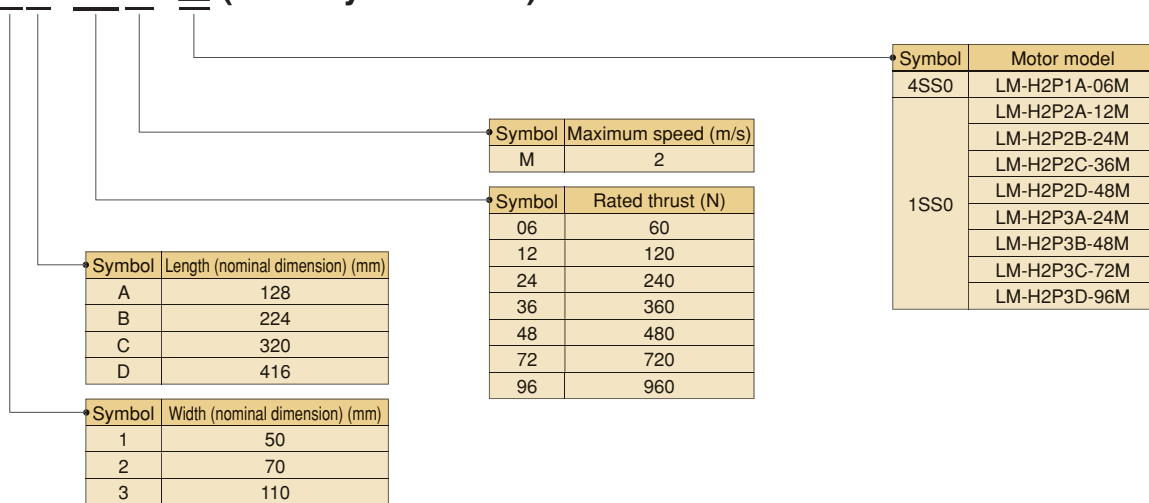 Symbol Motor model
4SS0 LM-H2P1A-06M
1SS0 LM-H2P2A-12M
LM-H2P2B-24M
LM-H2P2C-36M
LM-H2P2D-48M
LM-H2P3A-24M
LM-H2P3B-48M
LM-H2P3C-72M
LM-H2P3D-96M
Symbol Maximum speed (m/s)
M 2
Symbol Rated thrust (N)
06 60
12 120
24 240
36 360
48 480
72 720
96 960
Symbol Length (nominal dimension) (mm)
A 128
B 224
C 320
D 416
Symbol Width (nominal dimension) (mm)
1 50
2 70
3 110